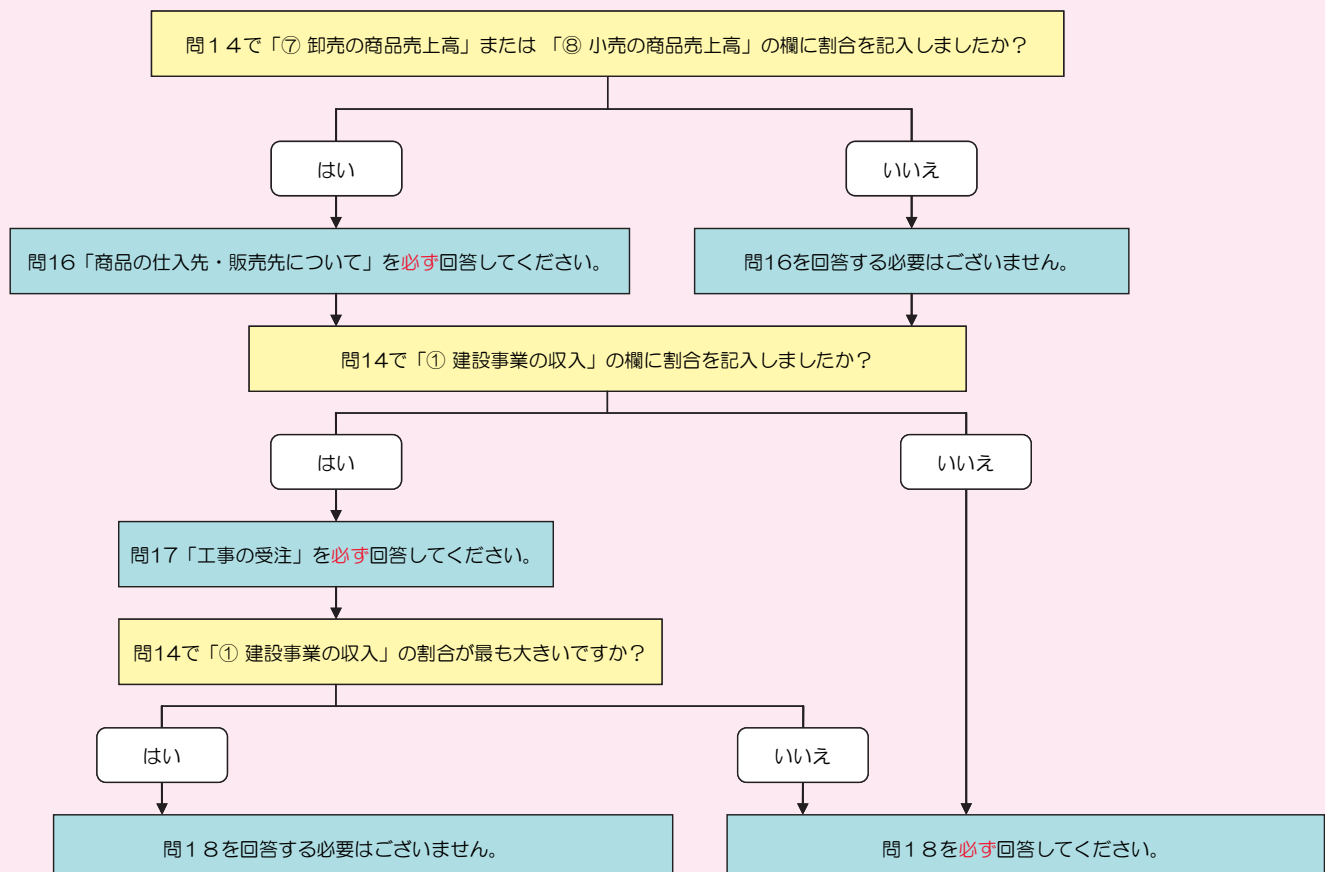 問１４で「⑦ 卸売の商品売上高」または 「⑧ 小売の商品売上高」の欄に割合を記入しましたか？
はい
いいえ
問16「商品の仕入先・販売先について」を必ず回答してください。
問16を回答する必要はございません。
問14で「① 建設事業の収入」の欄に割合を記入しましたか？
はい
いいえ
問17「工事の受注」を必ず回答してください。
問14で「① 建設事業の収入」の割合が最も大きいですか？
はい
いいえ
問１８を回答する必要はございません。
問１８を必ず回答してください。